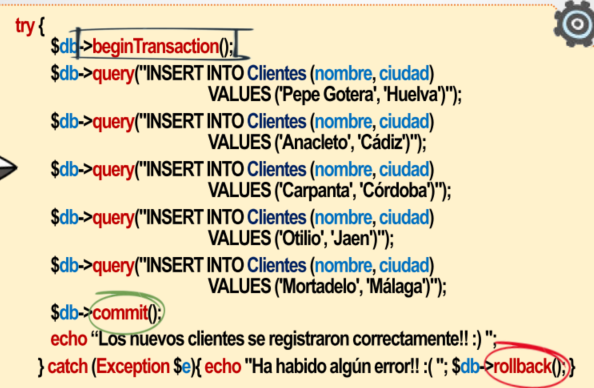 try {
$db->beginTransaction();
$db->query("INSERT INTO Clientes (nombre, ciudad)
VALUES ('Pepe Gotera', 'Huelva')");
$db->query("INSERT INTO Clientes (nombre, ciudad)
VALUES ('Anacleto', 'Cádiz')");
$db->query("INSERT INTO Clientes (nombre, ciudad)
VALUES ('Carpanta', 'Córdoba')");
$db->query("INSERT INTO Clientes (nombre, ciudad)
VALUES ('Otilio', 'Jaen')");
$db->query("INSERT INTO Clientes (nombre, ciudad)
VALUES ('Mortadelo', 'Málaga')");
$db->commit();
echo “Los nuevos clientes se registraron correctamente!! :) ";
} catch (Exception $e){ echo "Ha habido algún error!! :( "; $db->rollback(); }